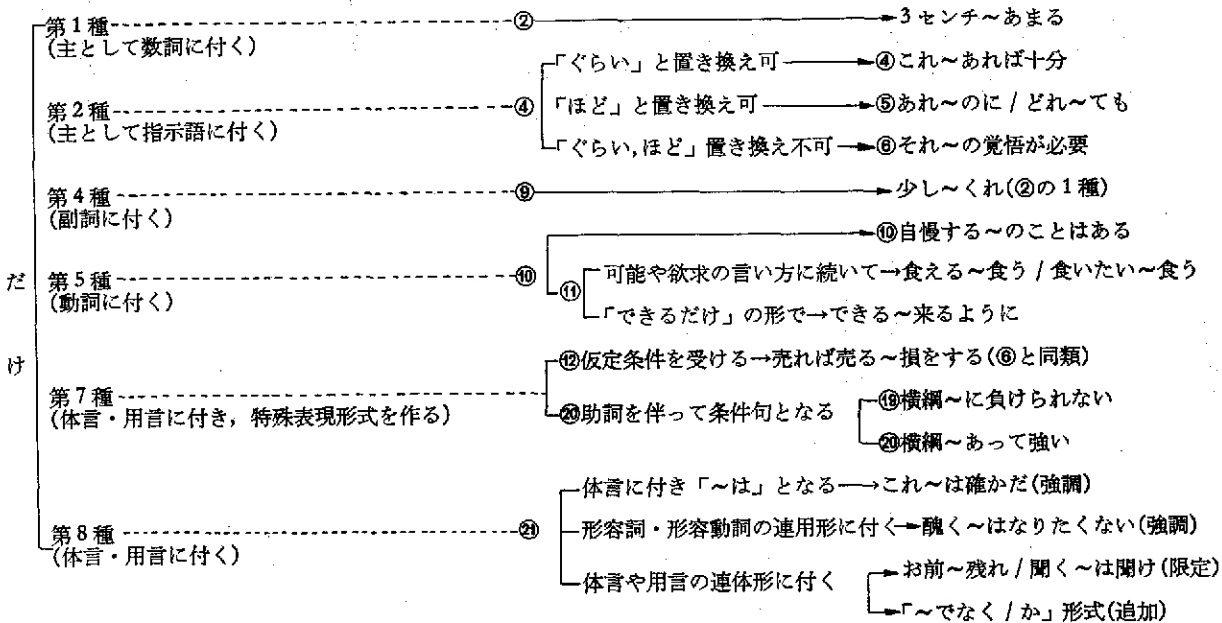 第1種 ② 3センチ～あまる
(主として数詞に付く)
「ぐらい」と置き換え可 ④これ～あれば十分
第2種 ④ 「ほど」と置き換え可 ⑤あれ～のに / どれ～ても
(主として指示語に付く)
「ぐらい,ほど」置き換え不可 ⑥それ～の覚悟が必要
第4種 ⑨ 少し～くれ(②の1種)
(副詞に付く)
⑩自慢する～のことはある
だ 第5種 ⑩ ⑪ 可能や欲求の言い方に続いて→食える～食う / 食いたい～食う
(動詞に付く)
「できるだけ」の形で→できる～来るように
け
⑫仮定条件を受ける→売れば売る～損をする(⑥と同類)
第7種
(体言・用言に付き,特殊表現形式を作る) ⑳助詞を伴って条件句となる ⑲横綱～に負けられない
⑳横綱～あって強い
体言に付き「～は」となる→これ～は確かだ(強調)
第8種 ㉑ 形容詞・形容動詞の連用形に付く→醜く～はなりたくない(強調)
(体言・用言に付く)
体言や用言の連体形に付く お前～残れ / 聞く～は聞け(限定)
「～でなく / か」形式(追加)